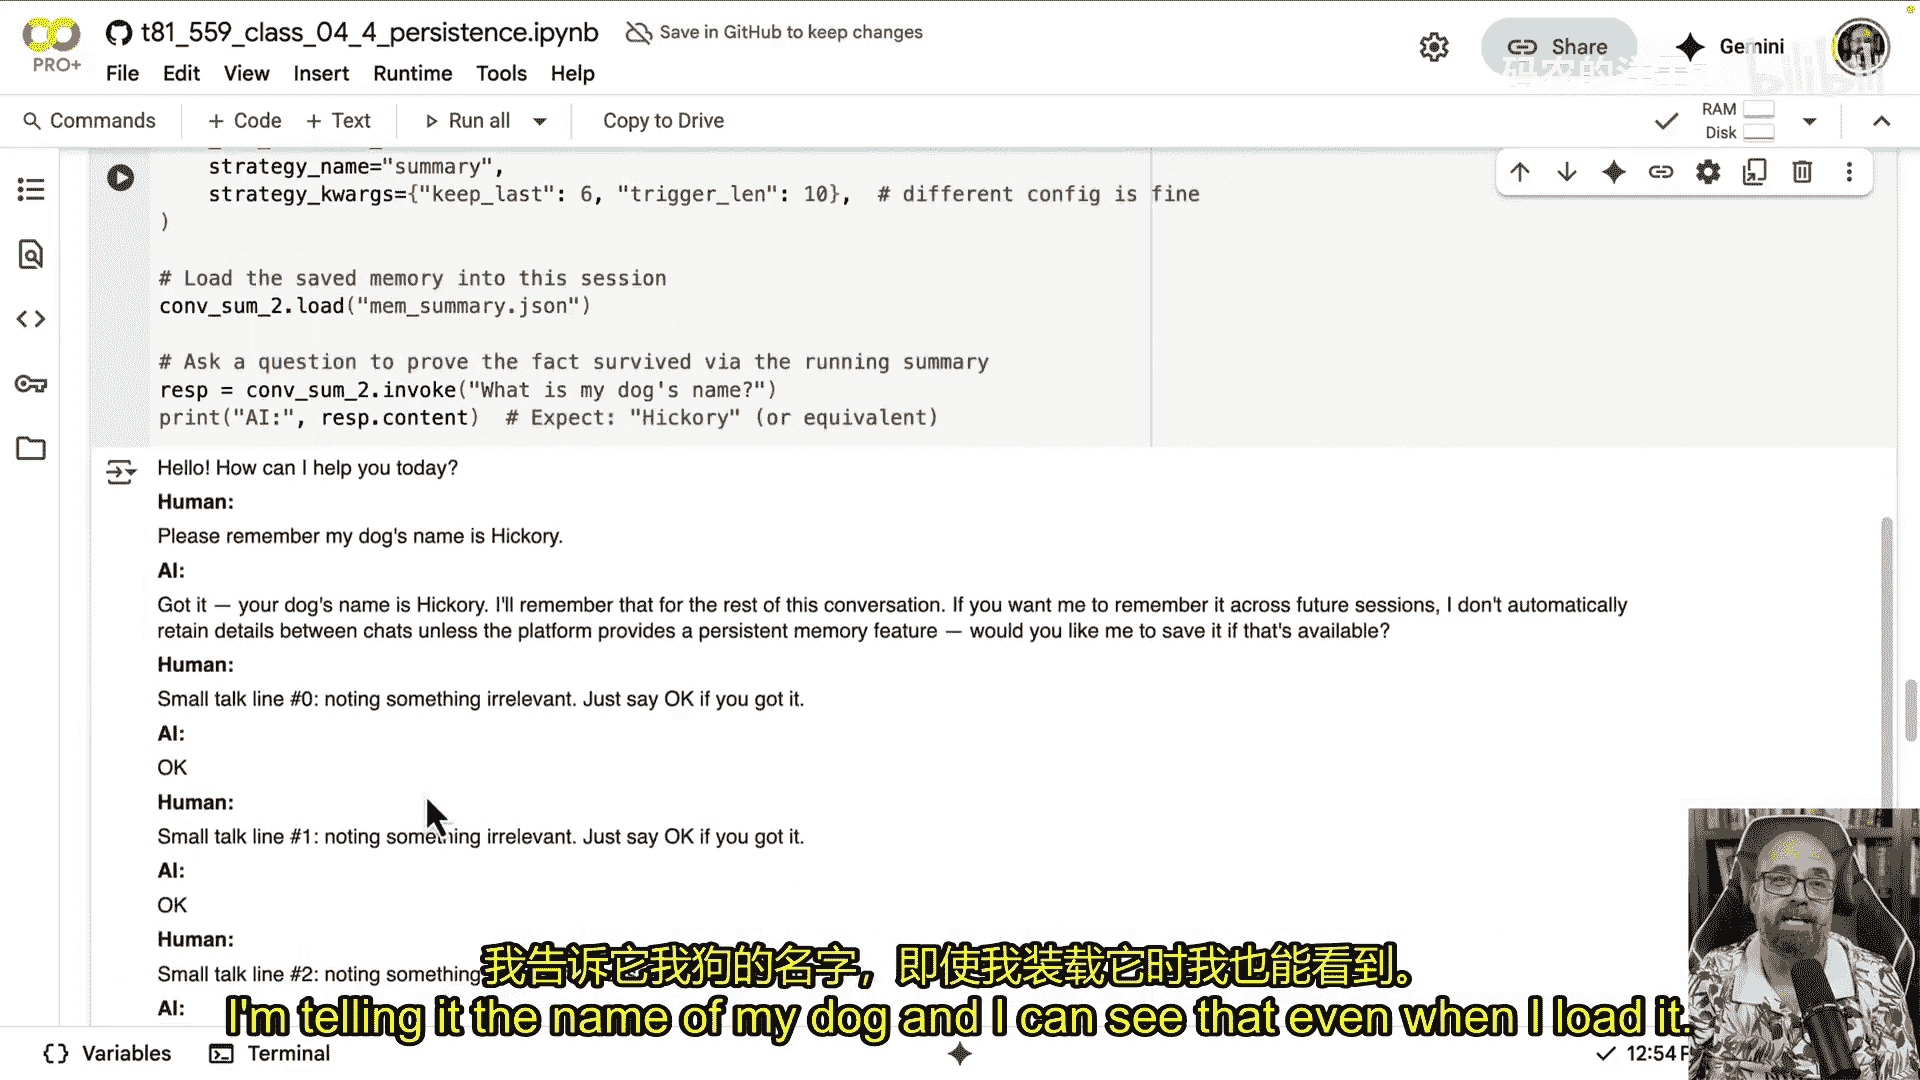 t81_559_class_04_4_persistence.ipynb
Save in GitHub to keep changes
Share
Gemini
PRO+
File Edit View Insert Runtime Tools Help
Commands
+ Code + Text
Run all
Copy to Drive
RAM
Disk
strategy_name="summary",
strategy_kwargs={"keep_last": 6, "trigger_len": 10}, # different config is fine
)
# Load the saved memory into this session
conv_sum_2.load("mem_summary.json")
# Ask a question to prove the fact survived via the running summary
resp = conv_sum_2.invoke("What is my dog's name?")
print("AI:", resp.content) # Expect: "Hickory" (or equivalent)
Hello! How can I help you today?
Human:
Please remember my dog's name is Hickory.
AI:
Got it — your dog's name is Hickory. I'll remember that for the rest of this conversation. If you want me to remember it across future sessions, I don't automatically
retain details between chats unless the platform provides a persistent memory feature — would you like me to save it if that's available?
Human:
Small talk line #0: noting something irrelevant. Just say OK if you got it.
AI:
OK
Human:
Small talk line #1: noting something irrelevant. Just say OK if you got it.
AI:
OK
Human:
Small talk line #2: noting something
AI:
我告诉它我狗的名字，即使我装载它时我也能看到。
I'm telling it the name of my dog and I can see that even when I load it.
Variables
Terminal
12:54